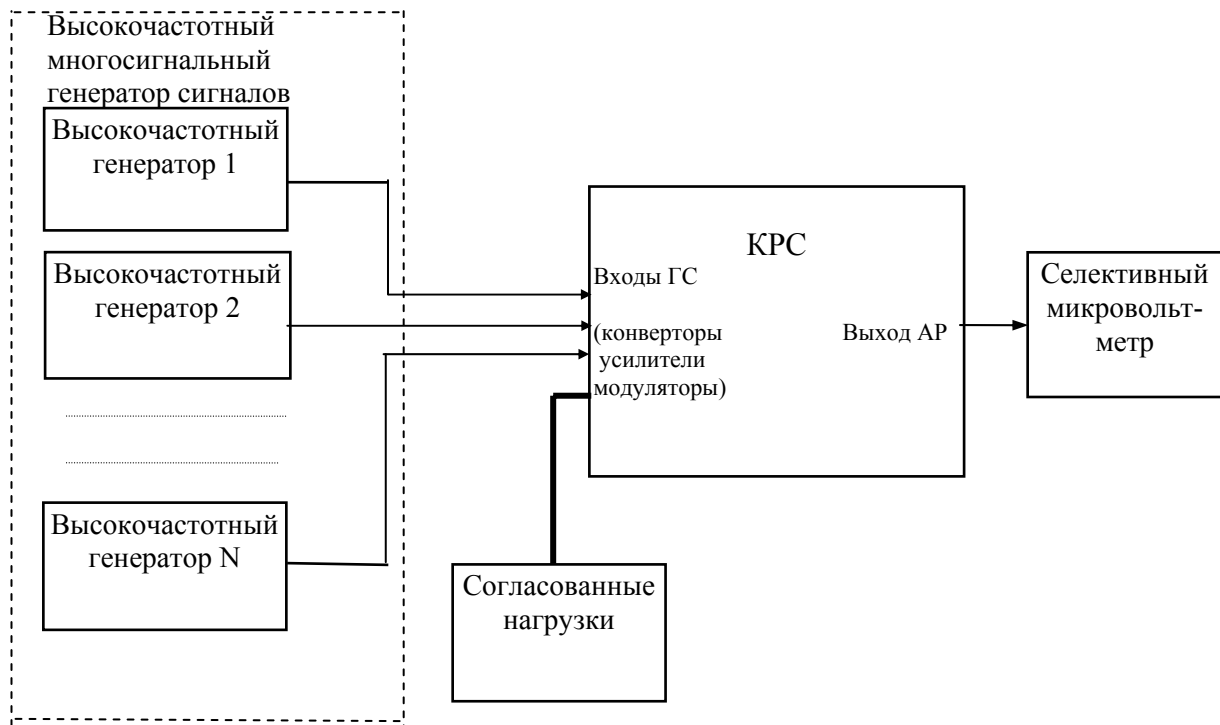 Высокочастотный
многосигнальный
генератор сигналов
Высокочастотный
генератор 1
Высокочастотный
генератор 2
Высокочастотный
генератор N
КРС
Входы ГС
(конверторы
усилители
модуляторы)
Выход АР
Селективный
микровольт-
метр
Согласованные
нагрузки